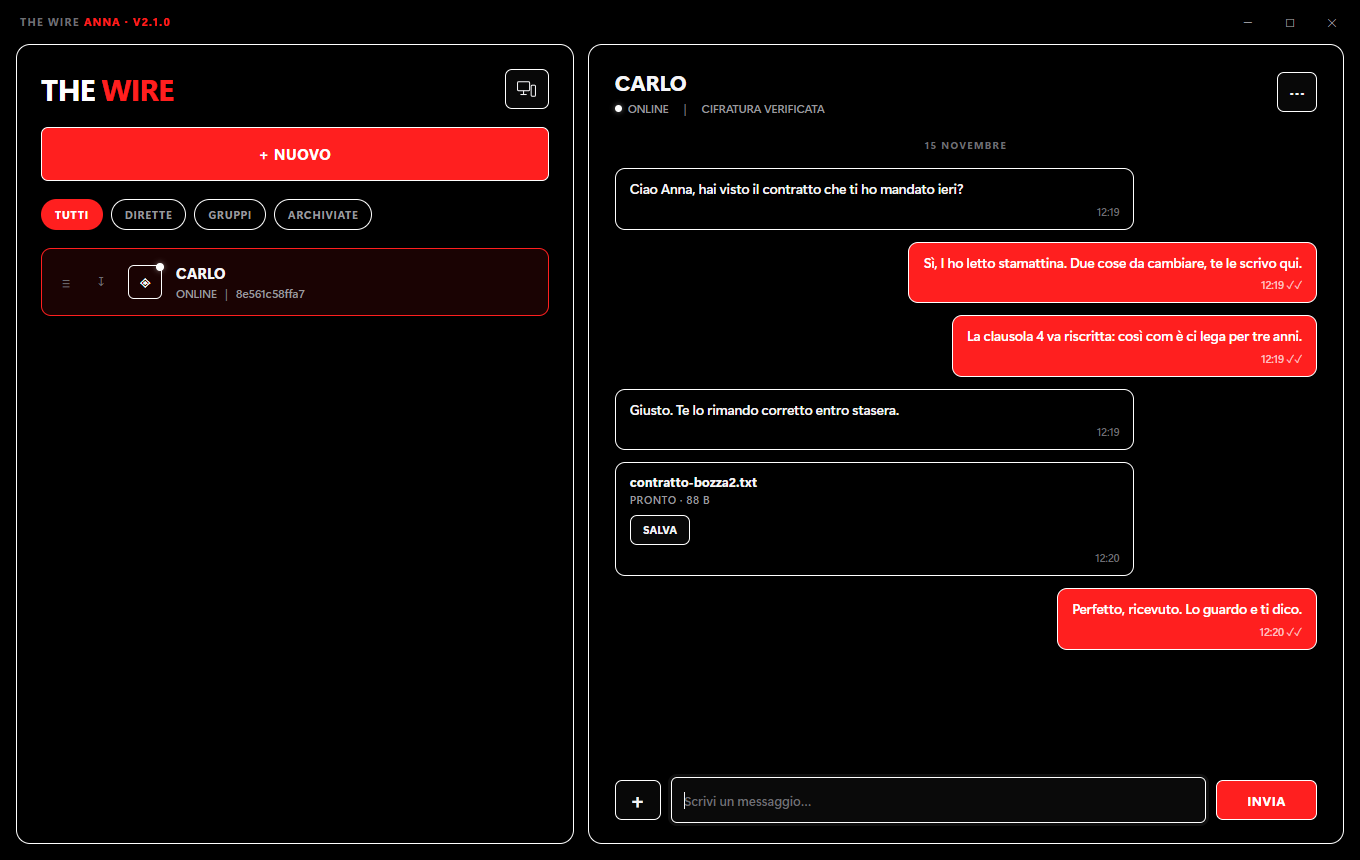 THE WIRE ANNA · V2.1.0
THE WIRE
+ NUOVO
TUTTI
DIRETTE
GRUPPI
ARCHIVIATE
CARLO
ONLINE | 8e561c58ffa7
CARLO
ONLINE | CIFRATURA VERIFICATA
15 NOVEMBRE
Ciao Anna, hai visto il contratto che ti ho mandato ieri?
12:19
Sì, l ho letto stamattina. Due cose da cambiare, te le scrivo qui.
12:19 ✓✓
La clausola 4 va riscritta: così com è ci lega per tre anni.
12:19 ✓✓
Giusto. Te lo rimando corretto entro stasera.
12:19
contratto-bozza2.txt
PRONTO · 88 B
SALVA
12:20
Perfetto, ricevuto. Lo guardo e ti dico.
12:20 ✓✓
Scrivi un messaggio...
INVIA